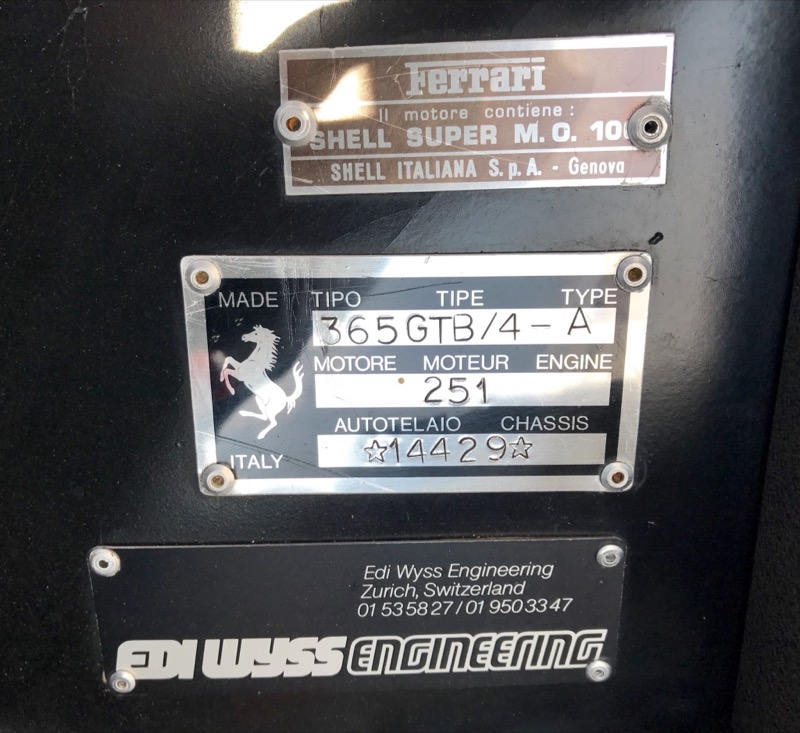 Ferrari
Il motore contiene :
SHELL SUPER M.O. 10
SHELL ITALIANA S.p.A. - Genova
MADE TIPO TIPE TYPE
365GTB/4-A
MOTORE MOTEUR ENGINE
251
AUTOTELAIO CHASSIS
☆14429☆
ITALY
Edi Wyss Engineering
Zurich, Switzerland
01 53 58 27 / 01 950 33 47
EDI WYSS ENGINEERING